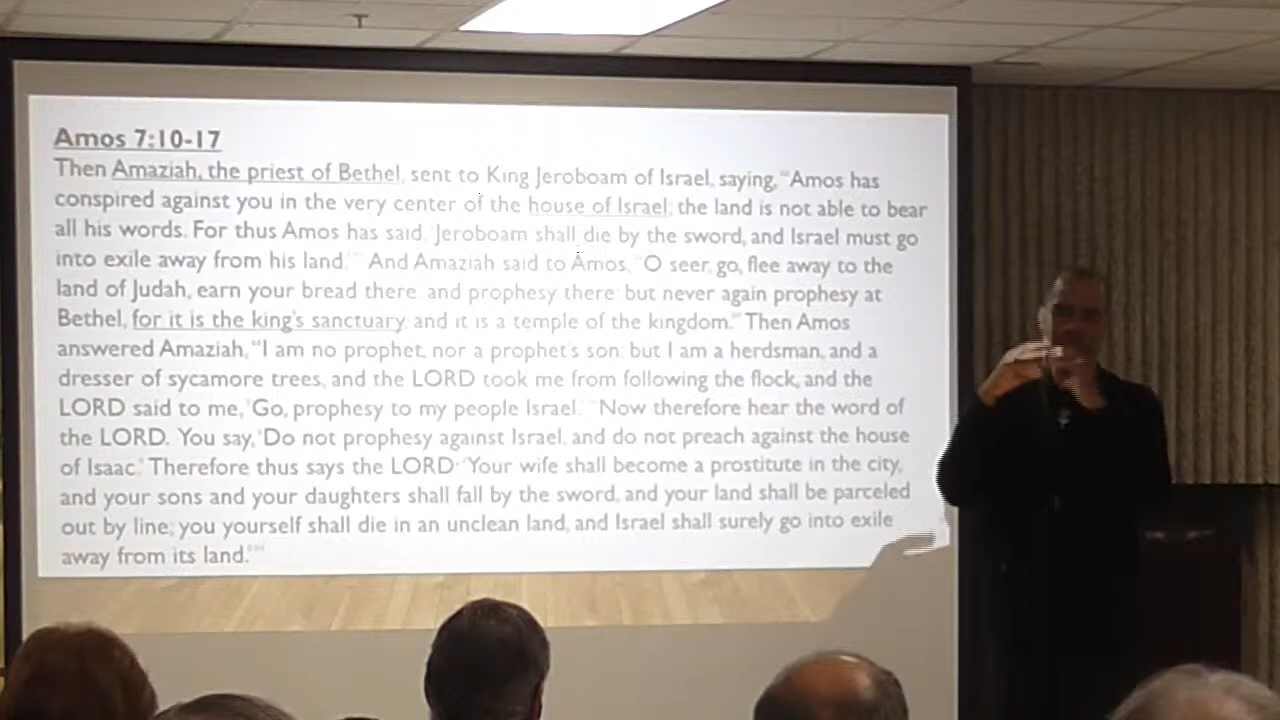 Amos 7:10-17
Then Amaziah, the priest of Bethel, sent to King Jeroboam of Israel, saying, "Amos has
conspired against you in the very center of the house of Israel; the land is not able to bear
all his words. For thus Amos has said, 'Jeroboam shall die by the sword, and Israel must go
into exile away from his land.'" And Amaziah said to Amos, "O seer, go, flee away to the
land of Judah, earn your bread there, and prophesy there; but never again prophesy at
Bethel, for it is the king's sanctuary, and it is a temple of the kingdom." Then Amos
answered Amaziah, "I am no prophet, nor a prophet's son; but I am a herdsman, and a
dresser of sycamore trees, and the LORD took me from following the flock, and the
LORD said to me, 'Go, prophesy to my people Israel.' "Now therefore hear the word of
the LORD. You say, 'Do not prophesy against Israel, and do not preach against the house
of Isaac.' Therefore thus says the LORD: 'Your wife shall become a prostitute in the city,
and your sons and your daughters shall fall by the sword, and your land shall be parceled
out by line; you yourself shall die in an unclean land, and Israel shall surely go into exile
away from its land.'"